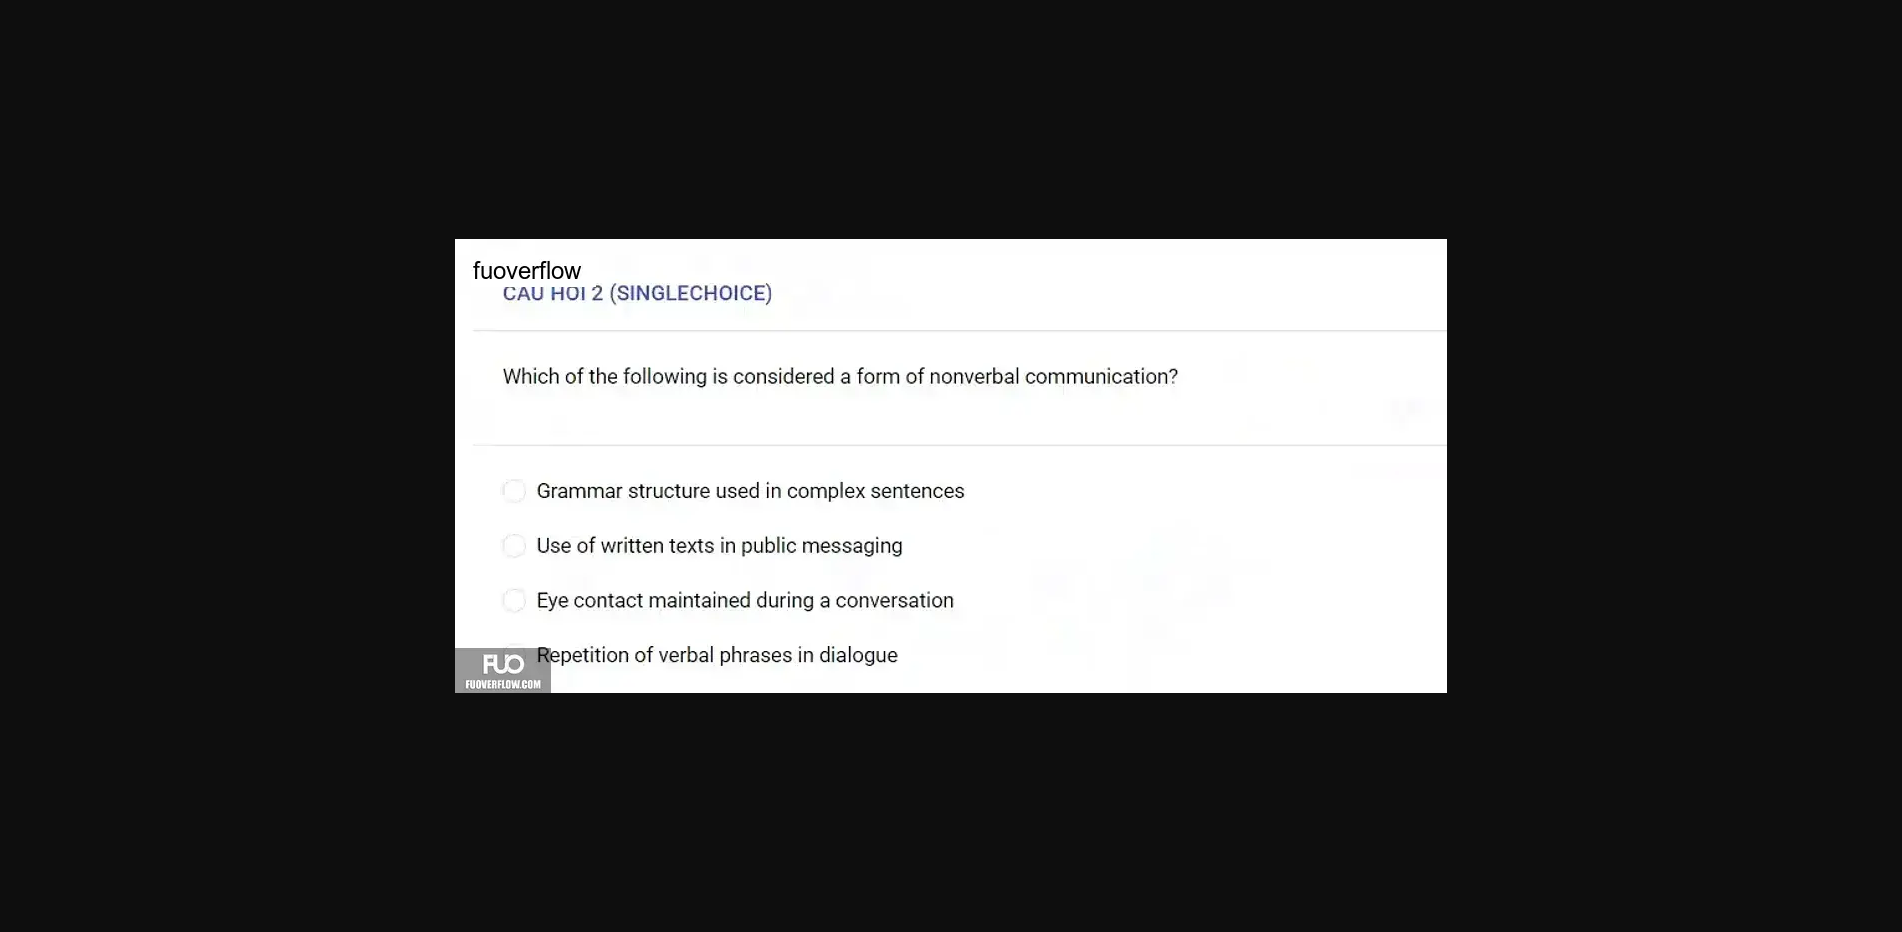 fuoverflow
CAU HOI 2 (SINGLECHOICE)
Which of the following is considered a form of nonverbal communication?
Grammar structure used in complex sentences
Use of written texts in public messaging
Eye contact maintained during a conversation
Repetition of verbal phrases in dialogue
FUO
FUOVERFLOW.COM